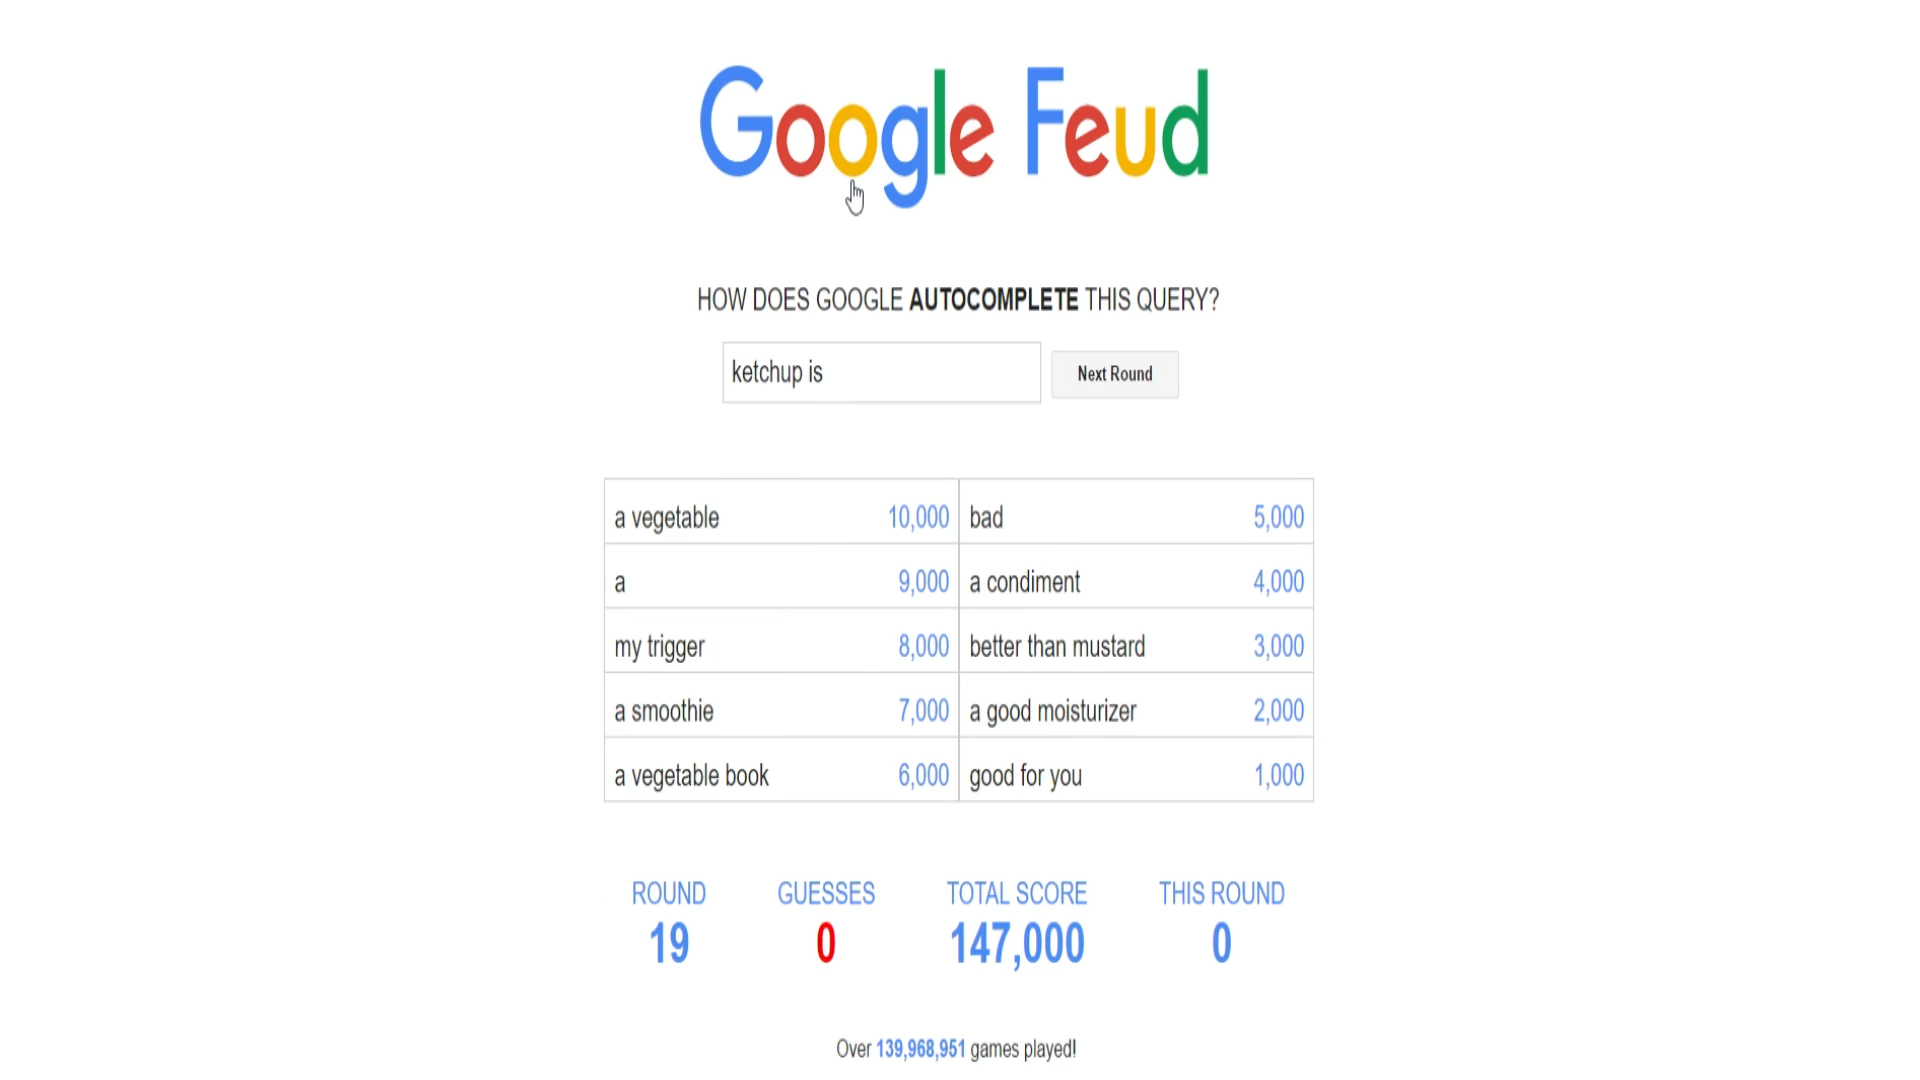 Google Feud
HOW DOES GOOGLE AUTOCOMPLETE THIS QUERY?
ketchup is
Next Round
a vegetable 10,000
a 9,000
my trigger 8,000
a smoothie 7,000
a vegetable book 6,000
bad 5,000
a condiment 4,000
better than mustard 3,000
a good moisturizer 2,000
good for you 1,000
ROUND GUESSES TOTAL SCORE THIS ROUND
19 0 147,000 0
Over 139,968,951 games played!